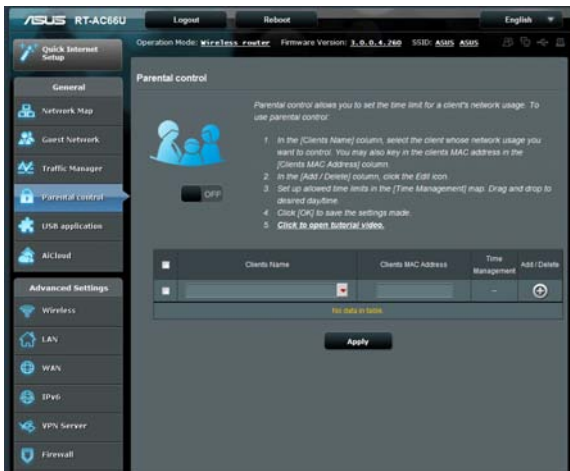 ASUS RT-AC66U
Logout
Reboot
English
Quick Internet Setup
Operation Mode: Wireless router Firmware Version: 3.0.0.4.260 SSID: ASUS ASUS
General
Network Map
Guest Network
Traffic Manager
Parental control
USB application
AiCloud
Advanced Settings
Wireless
LAN
WAN
IPv6
VPN Server
Firewall
Parental control
OFF
Parental control allows you to set the time limit for a client's network usage. To
use parental control:
1. In the [Clients Name] column, select the client whose network usage you
want to control. You may also key in the clients MAC address in the
[Clients MAC Address] column.
2. In the [Add / Delete] column, click the Edit icon.
3. Set up allowed time limits in the [Time Management] map. Drag and drop to
desired day/time.
4. Click [OK] to save the settings made.
5. Click to open tutorial video.
Clients Name
Clients MAC Address
Time Management
Add / Delete
--
No data in table.
Apply